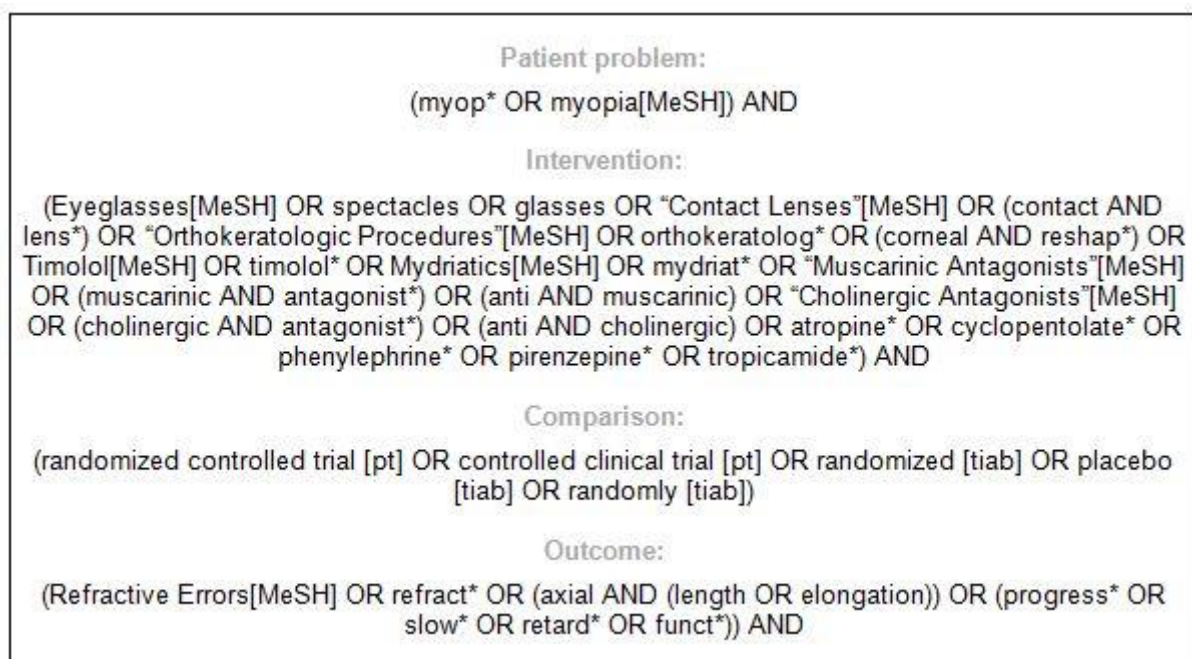 Patient problem:
(myop* OR myopia[MeSH]) AND
Intervention:
(Eyeglasses[MeSH] OR spectacles OR glasses OR “Contact Lenses”[MeSH] OR (contact AND
lens*) OR “Orthokeratologic Procedures”[MeSH] OR orthokeratolog* OR (corneal AND reshap*) OR
Timolol[MeSH] OR timolol* OR Mydriatics[MeSH] OR mydriat* OR “Muscarinic Antagonists”[MeSH]
OR (muscarinic AND antagonist*) OR (anti AND muscarinic) OR “Cholinergic Antagonists”[MeSH]
OR (cholinergic AND antagonist*) OR (anti AND cholinergic) OR atropine* OR cyclopentolate* OR
phenylephrine* OR pirenzepine* OR tropicamide*) AND
Comparison:
(randomized controlled trial [pt] OR controlled clinical trial [pt] OR randomized [tiab] OR placebo
[tiab] OR randomly [tiab])
Outcome:
(Refractive Errors[MeSH] OR refract* OR (axial AND (length OR elongation)) OR (progress* OR
slow* OR retard* OR funct*)) AND